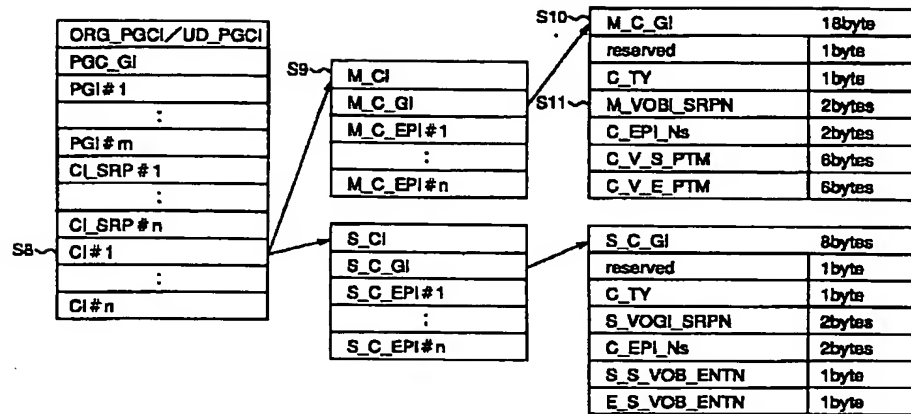 ORG_PGCI/UD_PGCI
PGC_GI
PGI#1
:
PGI#m
CI_SRP#1
:
CI_SRP#n
S8
CI#1
:
CI#n
S9
M_CI
M_C_GI
M_C_EPI#1
:
M_C_EPI#n
S_CI
S_C_GI
S_C_EPI#1
:
S_C_EPI#n
S10
M_C_GI 18byte
reserved 1byte
C_TY 1byte
S11
M_VOBI_SRPN 2bytes
C_EPI_Ns 2bytes
C_V_S_PTM 6bytes
C_V_E_PTM 6bytes
S_C_GI 8bytes
reserved 1byte
C_TY 1byte
S_VOGI_SRPN 2bytes
C_EPI_Ns 2bytes
S_S_VOB_ENTN 1byte
E_S_VOB_ENTN 1byte